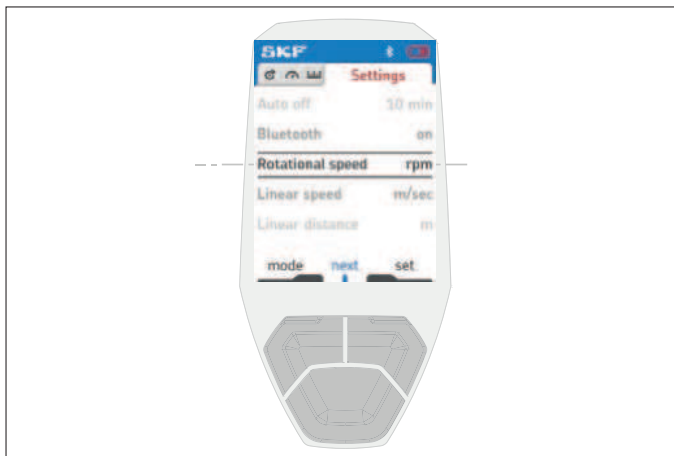 SKF
Settings
Auto off 10 min
Bluetooth on
Rotational speed rpm
Linear speed m/sec
Linear distance m
mode next set